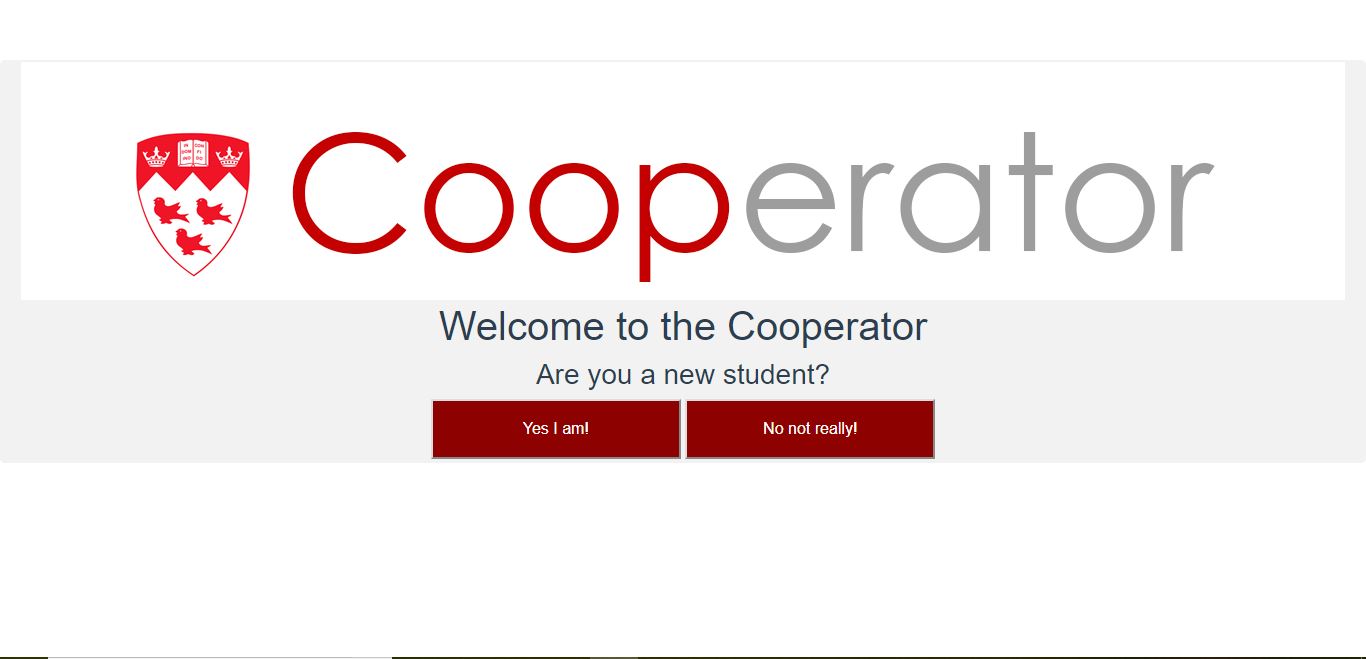 IN CON
DOM FI
INO DO
Cooperator
Welcome to the Cooperator
Are you a new student?
Yes I am!
No not really!